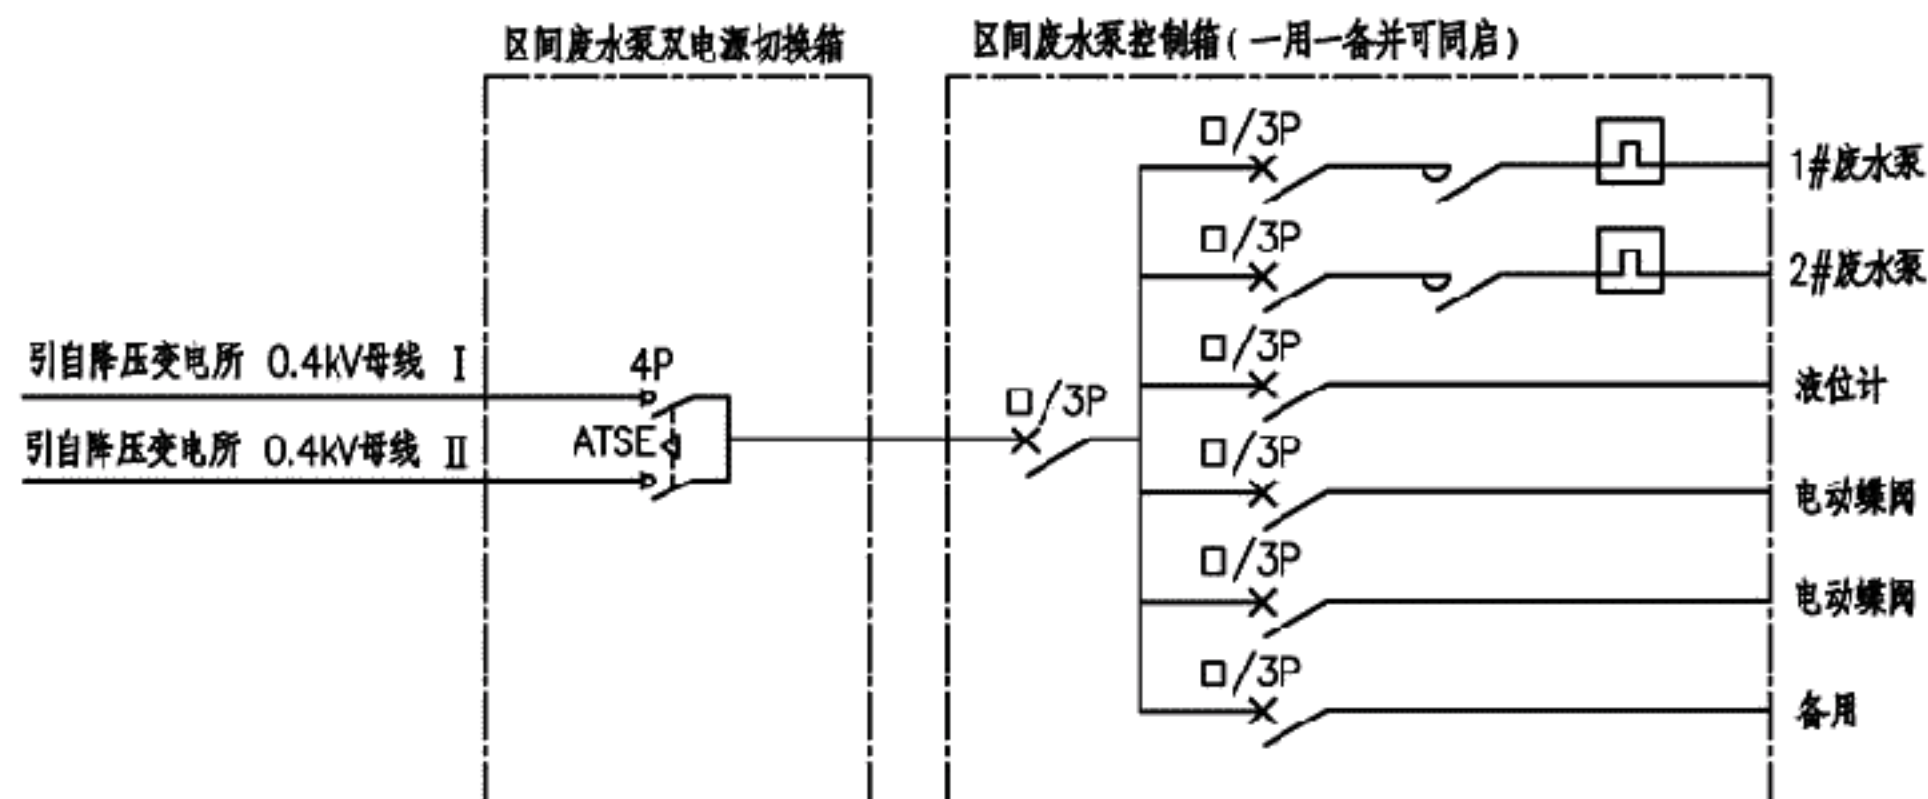 区间废水泵双电源切换箱
区间废水泵控制箱(一用一备并可同启)
引自降压变电所 0.4kV母线 Ⅰ
引自降压变电所 0.4kV母线 Ⅱ
4P
ATSE
□/3P
□/3P
1#废水泵
□/3P
2#废水泵
□/3P
液位计
□/3P
电动蝶阀
□/3P
电动蝶阀
□/3P
备用